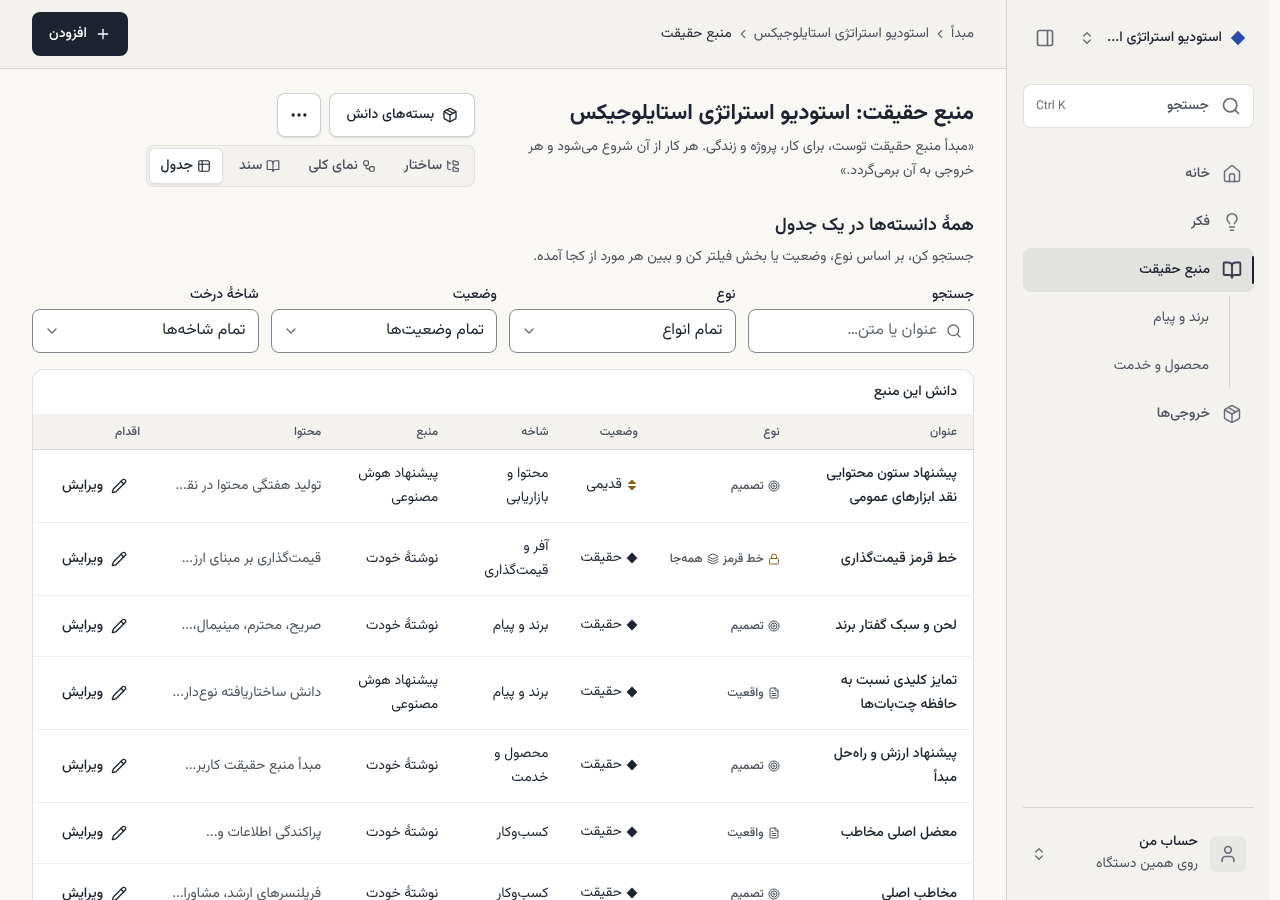 استودیو استراتژی ا...
جستجو
Ctrl K
خانه
فکر
منبع حقیقت
برند و پیام
محصول و خدمت
خروجی‌ها
حساب من
روی همین دستگاه
مبدأ › استودیو استراتژی استایلوجیکس › منبع حقیقت
افزودن
منبع حقیقت: استودیو استراتژی استایلوجیکس
«مبدأ منبع حقیقت توست، برای کار، پروژه و زندگی. هر کار از آن شروع می‌شود و هر
خروجی به آن برمی‌گردد.»
بسته‌های دانش
ساختار نمای کلی سند جدول
همهٔ دانسته‌ها در یک جدول
جستجو کن، بر اساس نوع، وضعیت یا بخش فیلتر کن و ببین هر مورد از کجا آمده.
جستجو نوع وضعیت شاخهٔ درخت
عنوان یا متن... تمام انواع تمام وضعیت‌ها تمام شاخه‌ها
دانش این منبع
عنوان نوع وضعیت شاخه منبع محتوا اقدام
پیشنهاد ستون محتوایی
نقد ابزارهای عمومی
تصمیم
قدیمی
محتوا و
بازاریابی
پیشنهاد هوش
مصنوعی
تولید هفتگی محتوا در نقـ...
ویرایش
خط قرمز قیمت‌گذاری
خط قرمز همه‌جا
حقیقت
آفر و
قیمت‌گذاری
نوشتهٔ خودت
قیمت‌گذاری بر مبنای ارز...
ویرایش
لحن و سبک گفتار برند
تصمیم
حقیقت
برند و پیام
نوشتهٔ خودت
صریح، محترم، مینیمال،...
ویرایش
تمایز کلیدی نسبت به
حافظه چت‌بات‌ها
واقعیت
حقیقت
برند و پیام
پیشنهاد هوش
مصنوعی
دانش ساختاریافته نوع‌دار...
ویرایش
پیشنهاد ارزش و راه‌حل
مبدأ
تصمیم
حقیقت
محصول و
خدمت
نوشتهٔ خودت
مبدأ منبع حقیقت کاربر...
ویرایش
معضل اصلی مخاطب
واقعیت
حقیقت
کسب‌وکار
نوشتهٔ خودت
پراکندگی اطلاعات و...
ویرایش
مخاطب اصلی
تصمیم
حقیقت
کسب‌وکار
نوشتهٔ خودت
فریلنسرهای ارشد، مشاورا...
ویرایش